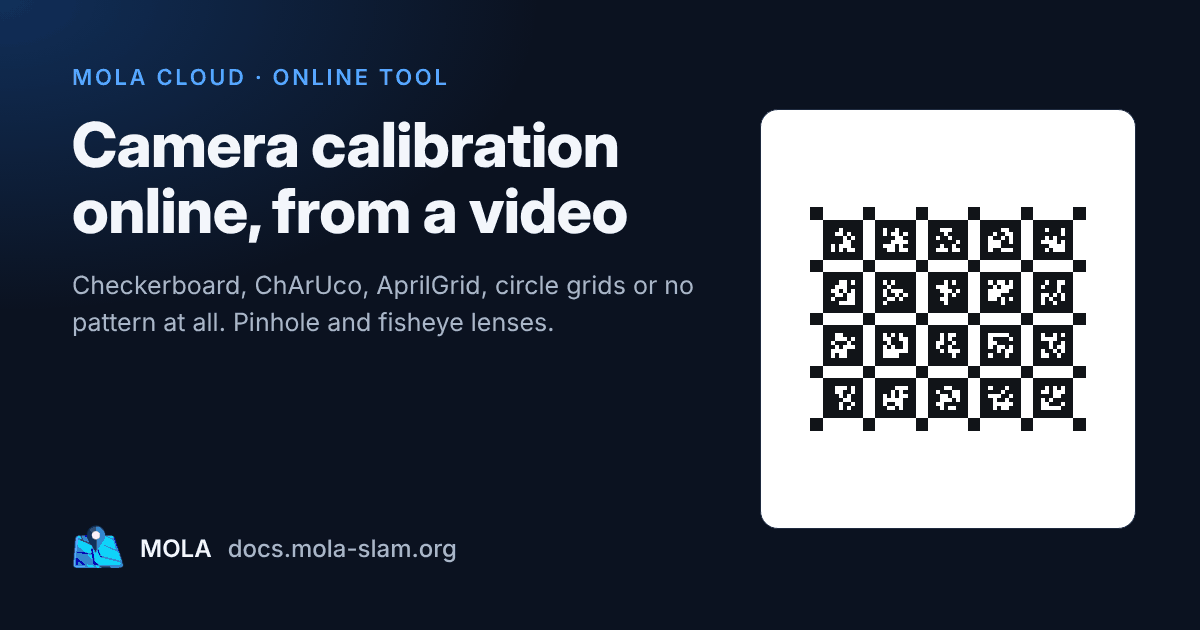 MOLA CLOUD · ONLINE TOOL
Camera calibration
online, from a video
Checkerboard, ChArUco, AprilGrid, circle grids or no
pattern at all. Pinhole and fisheye lenses.
MOLA docs.mola-slam.org